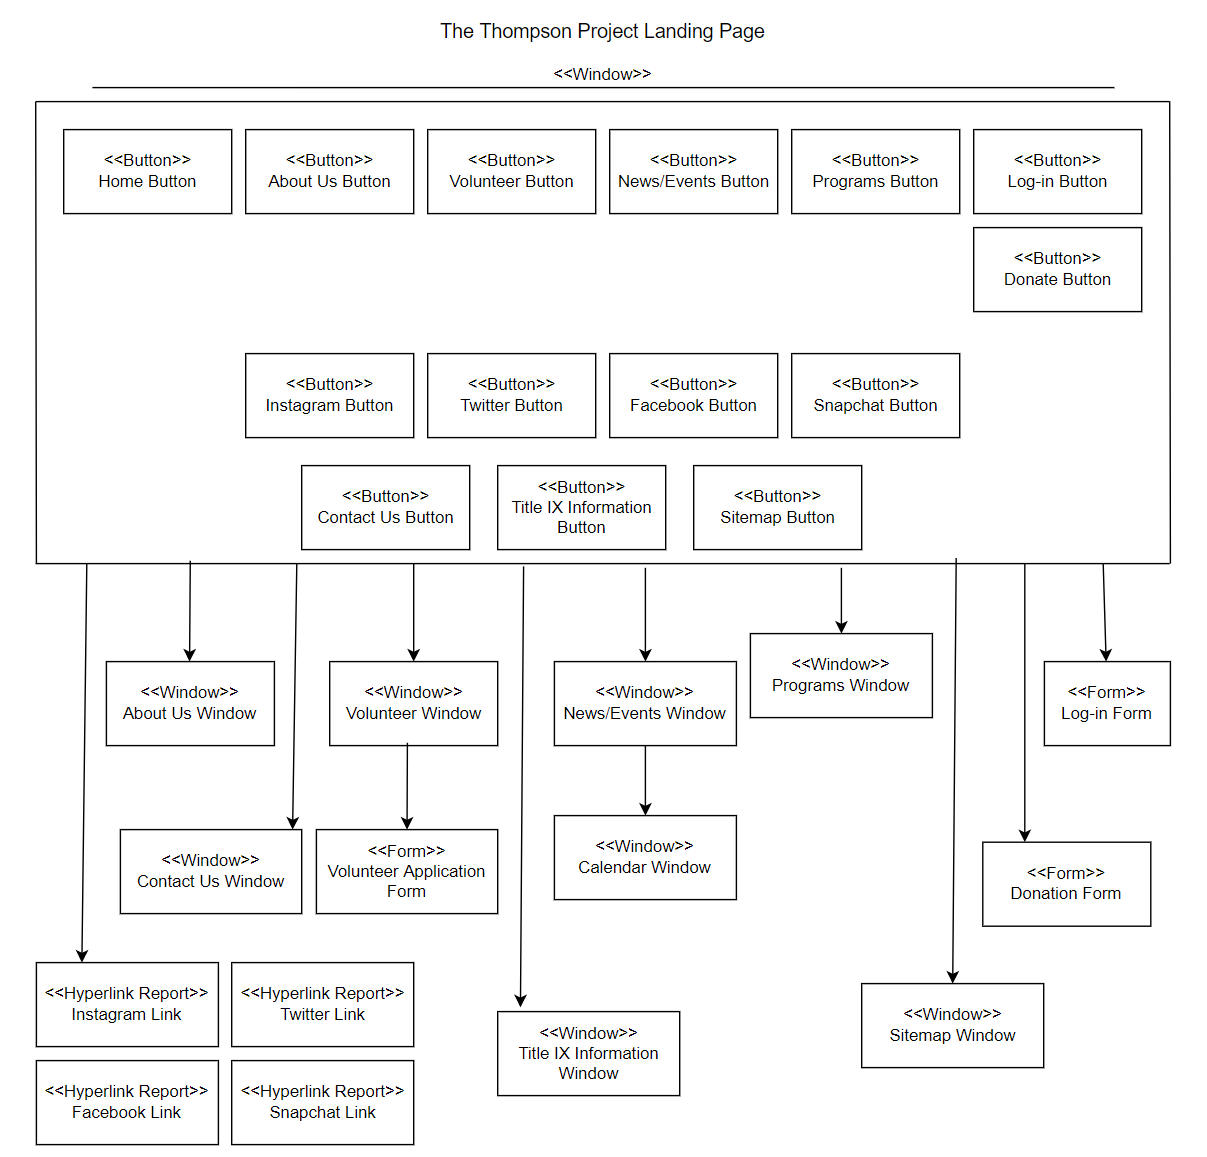 The Thompson Project Landing Page
<<Window>>
<<Button>>
Home Button
<<Button>>
About Us Button
<<Button>>
Volunteer Button
<<Button>>
News/Events Button
<<Button>>
Programs Button
<<Button>>
Log-in Button
<<Button>>
Donate Button
<<Button>>
Instagram Button
<<Button>>
Twitter Button
<<Button>>
Facebook Button
<<Button>>
Snapchat Button
<<Button>>
Contact Us Button
<<Button>>
Title IX Information
Button
<<Button>>
Sitemap Button
<<Window>>
About Us Window
<<Window>>
Volunteer Window
<<Window>>
News/Events Window
<<Window>>
Programs Window
<<Form>>
Log-in Form
<<Window>>
Contact Us Window
<<Form>>
Volunteer Application
Form
<<Window>>
Calendar Window
<<Form>>
Donation Form
<<Hyperlink Report>>
Instagram Link
<<Hyperlink Report>>
Twitter Link
<<Window>>
Title IX Information
Window
<<Window>>
Sitemap Window
<<Hyperlink Report>>
Facebook Link
<<Hyperlink Report>>
Snapchat Link